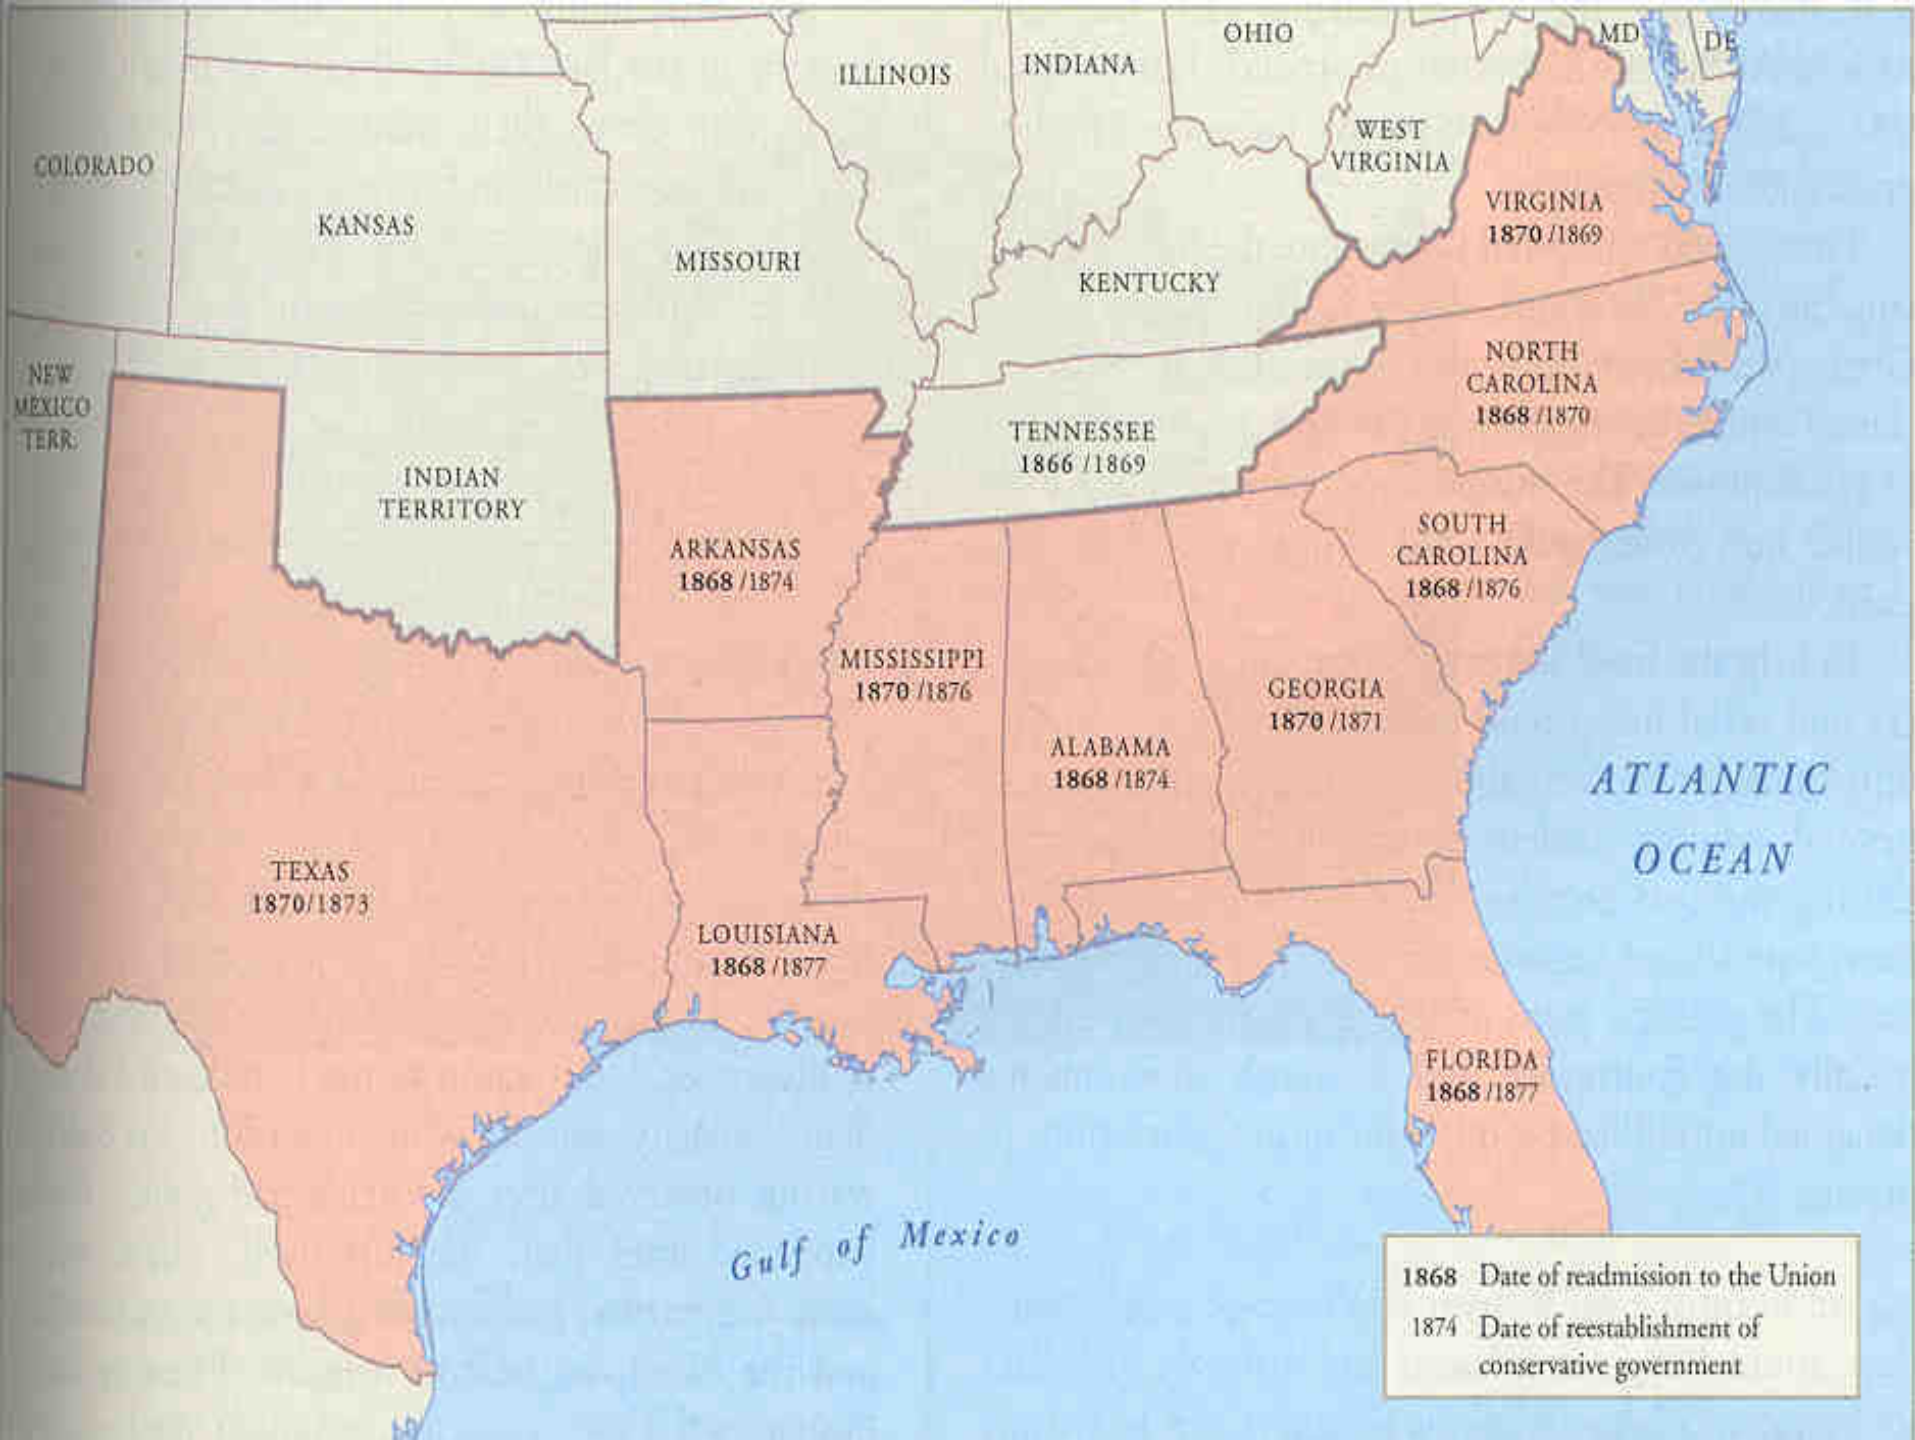 OHIO
MD
DE
ILLINOIS
INDIANA
WEST
VIRGINIA
COLORADO
KANSAS
MISSOURI
KENTUCKY
VIRGINIA
1870 /1869
NEW
MEXICO
TERR.
INDIAN
TERRITORY
TENNESSEE
1866 /1869
NORTH
CAROLINA
1868 /1870
ARKANSAS
1868 /1874
SOUTH
CAROLINA
1868 /1876
MISSISSIPPI
1870 /1876
ALABAMA
1868 /1874
GEORGIA
1870 /1871
ATLANTIC
OCEAN
TEXAS
1870/1873
LOUISIANA
1868 /1877
FLORIDA
1868 /1877
Gulf of Mexico
1868 Date of readmission to the Union
1874 Date of reestablishment of
conservative government